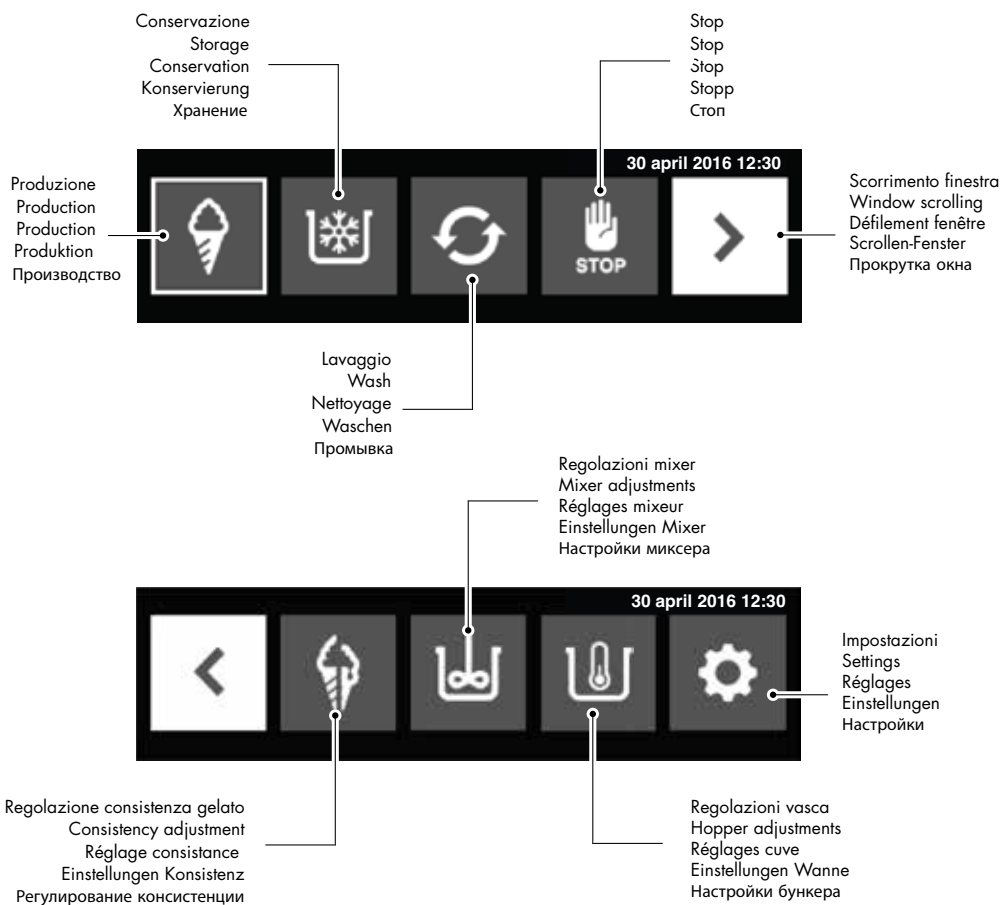 Conservazione
Storage
Conservation
Konservierung
Хранение
Stop
Stop
Stop
Stopp
Стоп
30 april 2016 12:30
Produzione
Production
Production
Produktion
Производство
STOP
Scorrimento finestra
Window scrolling
Défilement fenêtre
Scrollen-Fenster
Прокрутка окна
Lavaggio
Wash
Nettoyage
Waschen
Промывка
Regolazioni mixer
Mixer adjustments
Réglages mixeur
Einstellungen Mixer
Настройки миксера
30 april 2016 12:30
Impostazioni
Settings
Réglages
Einstellungen
Настройки
Regolazione consistenza gelato
Consistency adjustment
Réglage consistance
Einstellungen Konsistenz
Регулирование консистенции
Regolazioni vasca
Hopper adjustments
Réglages cuve
Einstellungen Wanne
Настройки бункера